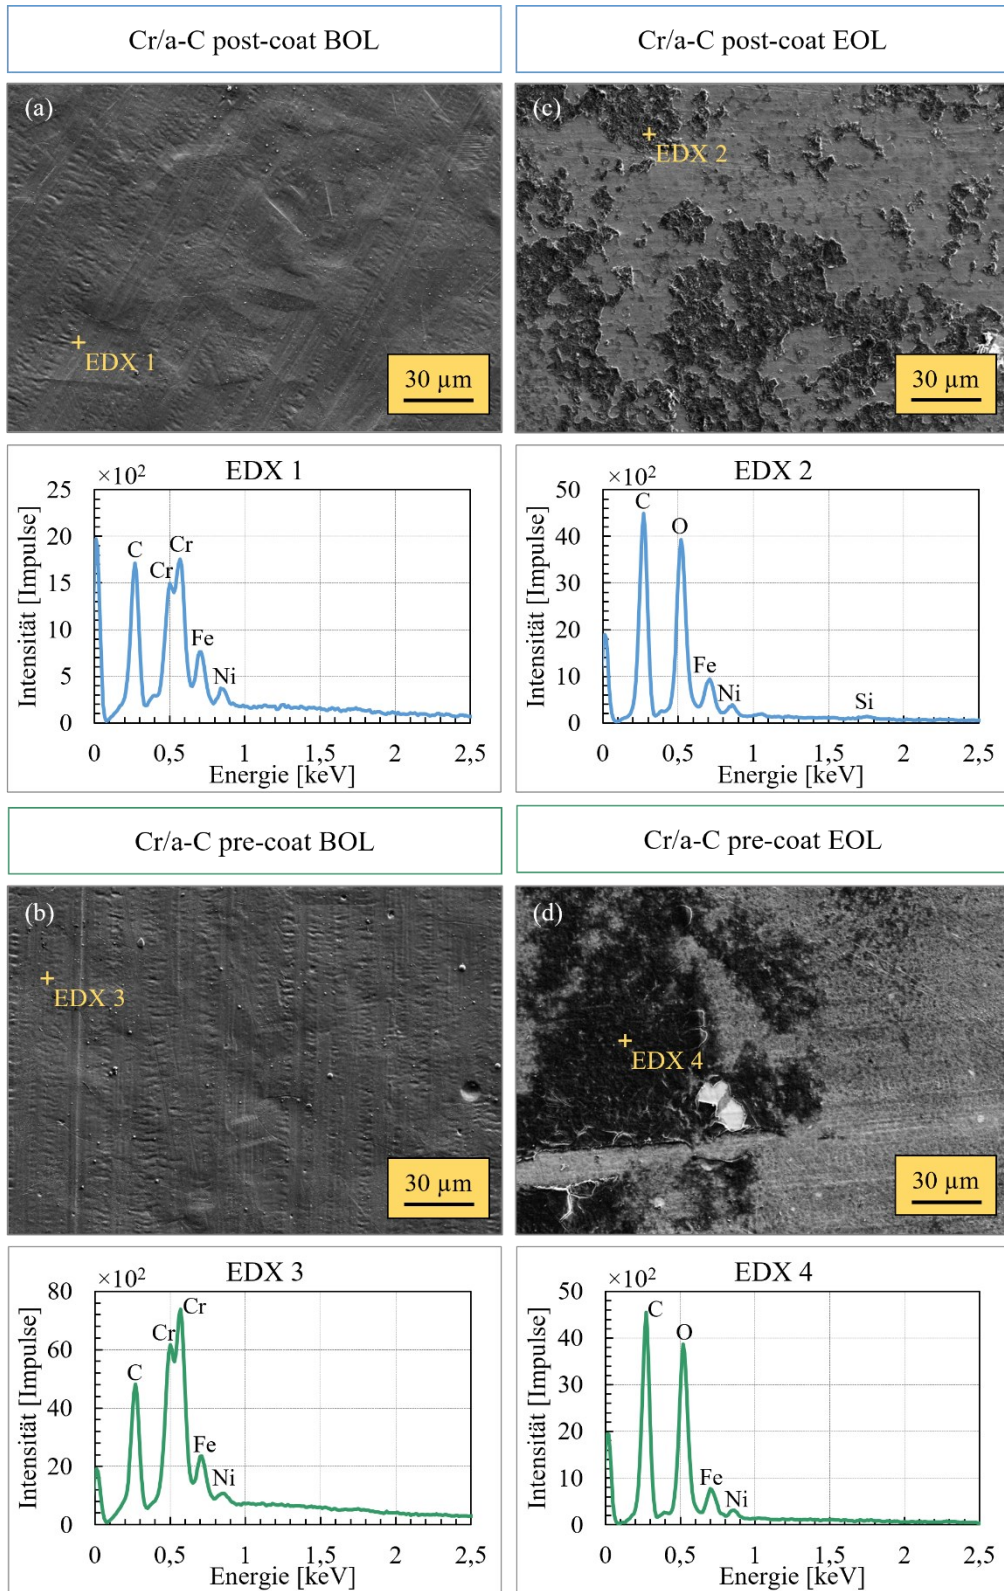 Cr/a-C post-coat BOL
Cr/a-C post-coat EOL
(a)
EDX 1
30 µm
(c)
EDX 2
30 µm
×10²
EDX 1
Intensität [Impulse]
25
20
15
10
5
0
C
Cr
Cr
Fe
Ni
0 0,5 1 1,5 2 2,5
Energie [keV]
×10²
EDX 2
Intensität [Impulse]
50
40
30
20
10
0
C
O
Fe
Ni
Si
0 0,5 1 1,5 2 2,5
Energie [keV]
Cr/a-C pre-coat BOL
Cr/a-C pre-coat EOL
(b)
EDX 3
30 µm
(d)
EDX 4
30 µm
×10²
EDX 3
Intensität [Impulse]
80
60
40
20
0
C
Cr
Cr
Fe
Ni
0 0,5 1 1,5 2 2,5
Energie [keV]
×10²
EDX 4
Intensität [Impulse]
50
40
30
20
10
0
C
O
Fe
Ni
0 0,5 1 1,5 2 2,5
Energie [keV]